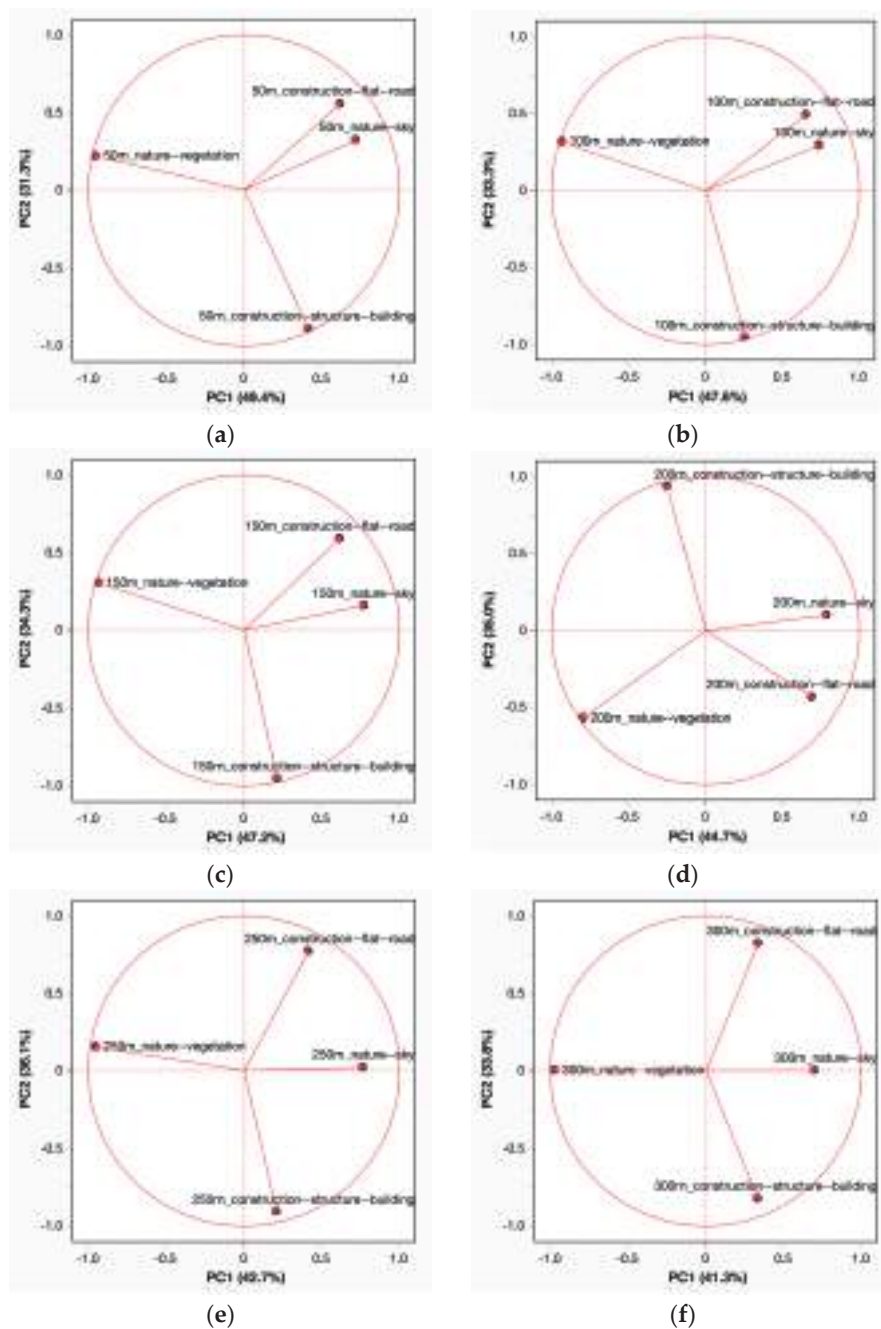 1.0
50m_construction-flat-road
0.5
50m_nature-sky
50m_nature-vegetation
0
PC2 (31.3%)
-0.5
50m_construction-structure-building
-1.0
-1.0 -0.5 0 0.5 1.0
PC1 (49.4%)
(a)
1.0
100m_construction-flat-road
0.5
100m_nature-sky
100m_nature-vegetation
0
PC2 (33.3%)
-0.5
100m_construction-structure-building
-1.0
-1.0 -0.5 0 0.5 1.0
PC1 (47.6%)
(b)
1.0
150m_construction-flat-road
0.5
150m_nature-vegetation
150m_nature-sky
0
PC2 (34.3%)
-0.5
150m_construction-structure-building
-1.0
-1.0 -0.5 0 0.5 1.0
PC1 (47.2%)
(c)
1.0
200m_construction-structure-building
0.5
200m_nature-sky
0
200m_construction-flat-road
-0.5
200m_nature-vegetation
-1.0
-1.0 -0.5 0 0.5 1.0
PC1 (44.7%)
(d)
1.0
250m_construction-flat-road
0.5
250m_nature-vegetation
250m_nature-sky
0
-0.5
250m_construction-structure-building
-1.0
-1.0 -0.5 0 0.5 1.0
PC1 (42.7%)
(e)
1.0
300m_construction-flat-road
0.5
300m_nature-sky
300m_nature-vegetation
0
-0.5
300m_construction-structure-building
-1.0
-1.0 -0.5 0 0.5 1.0
PC1 (41.3%)
(f)